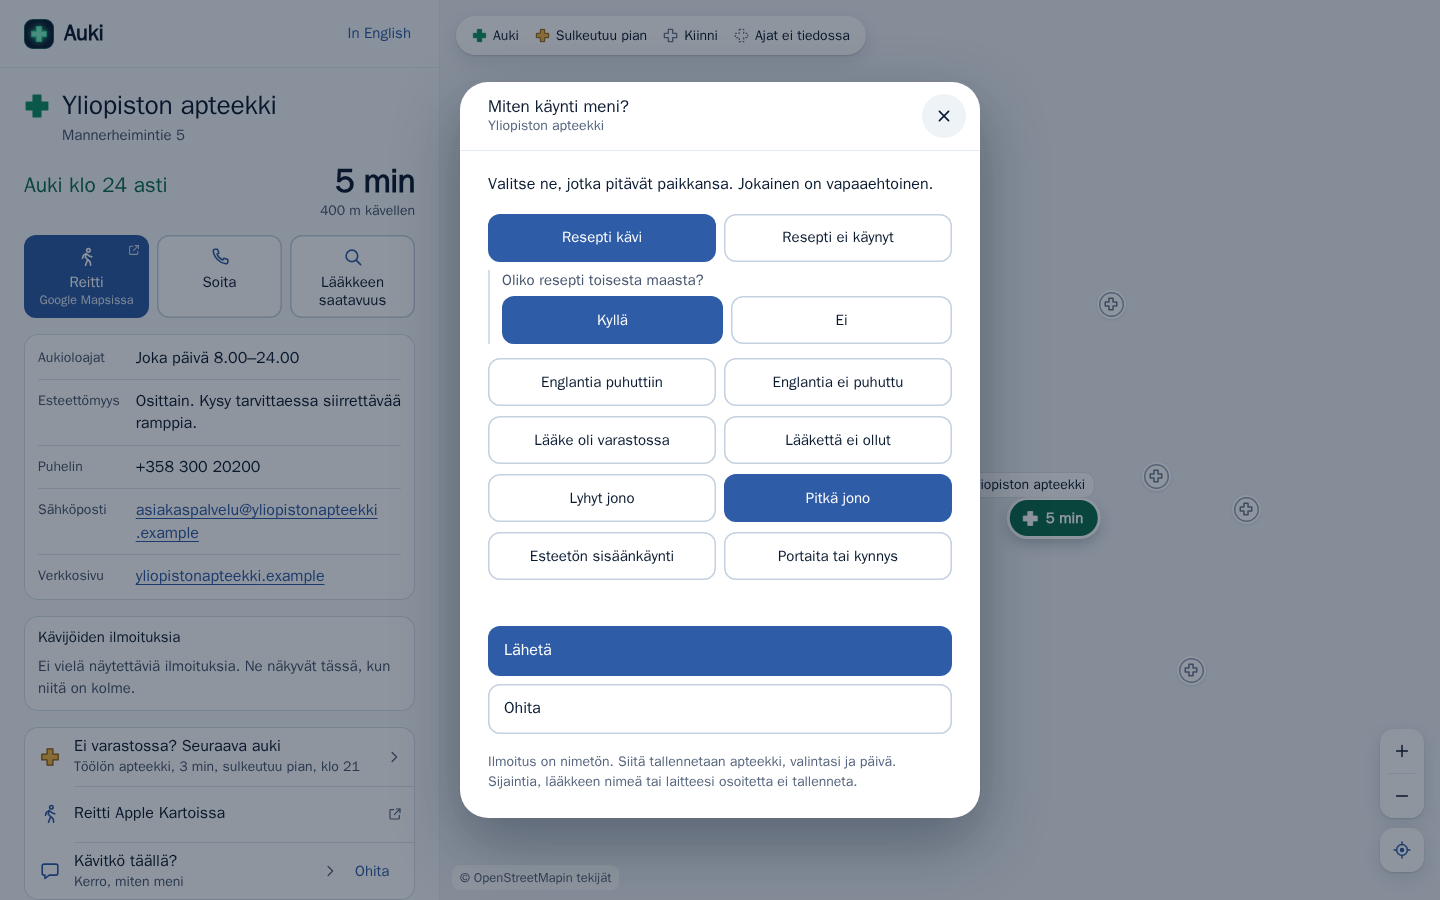 Auki
In English
Yliopiston apteekki
Mannerheimintie 5
Auki klo 24 asti
5 min
400 m kävellen
Reitti
Google Mapsissa
Soita
Lääkkeen
saatavuus
Aukioloajat
Joka päivä 8.00–24.00
Esteettömyys
Osittain. Kysy tarvittaessa siirrettävää
ramppia.
Puhelin
+358 300 20200
Sähköposti
asiakaspalvelu@yliopistonapteekki
.example
Verkkosivu
yliopistonapteekki.example
Kävijöiden ilmoituksia
Ei vielä näytettäviä ilmoituksia. Ne näkyvät tässä, kun
niitä on kolme.
Ei varastossa? Seuraava auki
Töölön apteekki, 3 min, sulkeutuu pian, klo 21
Reitti Apple Kartoissa
Kävitkö täällä?
Kerro, miten meni
Ohita
Auki
Sulkeutuu pian
Kiinni
Ajat ei tiedossa
Miten käynti meni?
Yliopiston apteekki
Valitse ne, jotka pitävät paikkansa. Jokainen on vapaaehtoinen.
Resepti kävi
Resepti ei käynyt
Oliko resepti toisesta maasta?
Kyllä
Ei
Englantia puhuttiin
Englantia ei puhuttu
Lääke oli varastossa
Lääkettä ei ollut
Lyhyt jono
Pitkä jono
Esteetön sisäänkäynti
Portaita tai kynnys
Lähetä
Ohita
Ilmoitus on nimetön. Siitä tallennetaan apteekki, valintasi ja päivä.
Sijaintia, lääkkeen nimeä tai laitteesi osoitetta ei tallenneta.
iopiston apteekki
5 min
© OpenStreetMapin tekijät